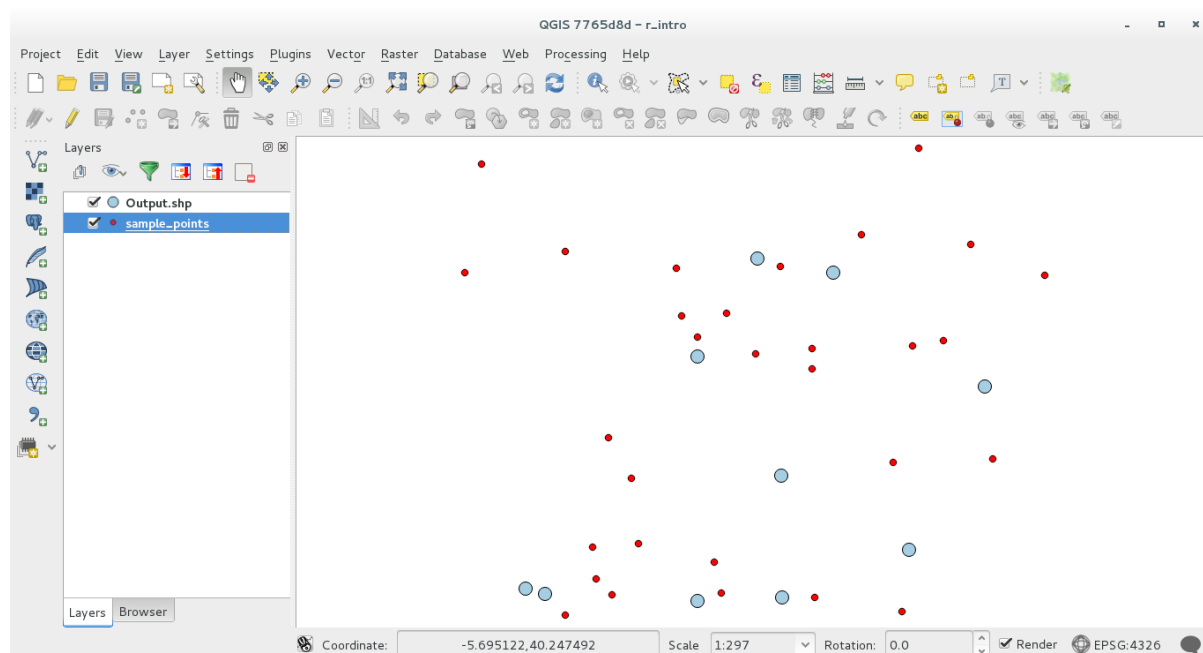 QGIS 7765d8d - r_intro
Project Edit View Layer Settings Plugins Vector Raster Database Web Processing Help
Layers
Output.shp
sample_points
Layers Browser
Coordinate: -5.695122,40.247492 Scale 1:297 Rotation: 0.0 Render EPSG:4326